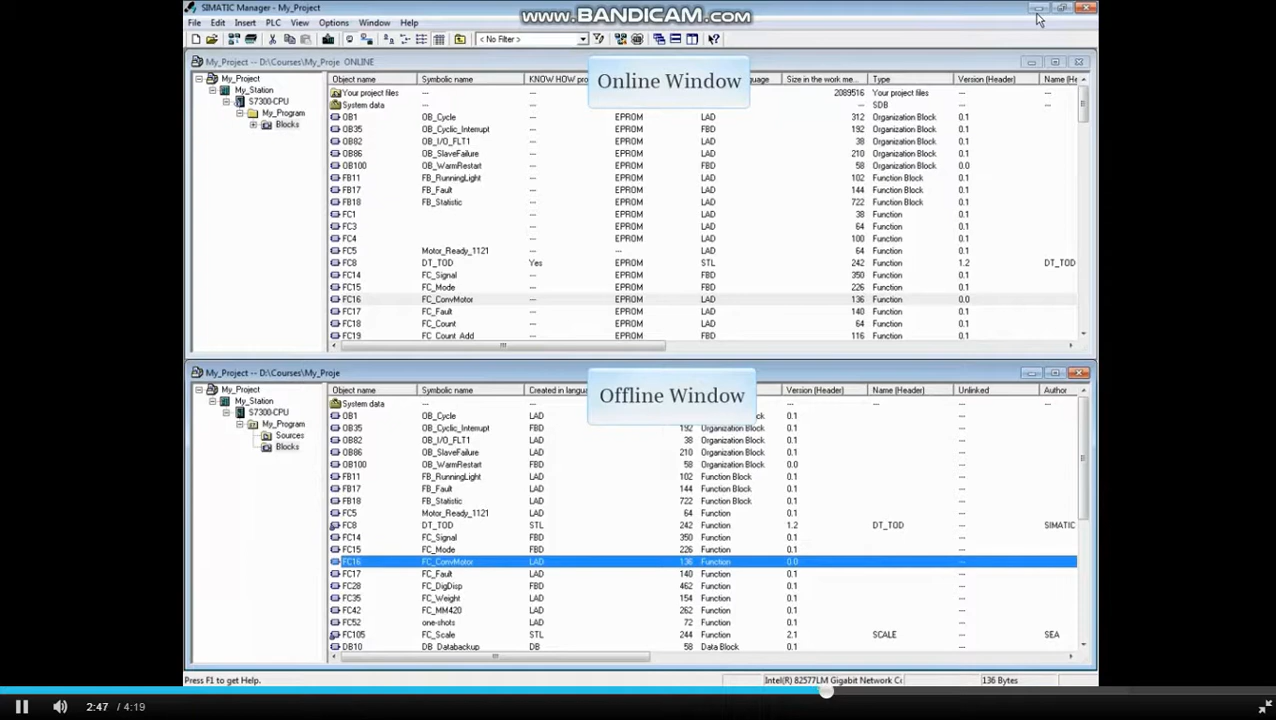 SIMATIC Manager - My_Project
www.BANDICAM.com
File Edit Insert PLC View Options Window Help
< No Filter >
My_Project -- D:\Courses\My_Proje ONLINE
Online Window
My_Project
My_Station
S7300-CPU
My_Program
Blocks
Object name Symbolic name KNOW HOW pro Size in the work me... Type Version (Header) Name (He
Your project files --- --- 2089516 Your project files ---
System data --- --- --- SDB ---
OB1 OB_Cycle --- EPROM LAD 312 Organization Block 0.1
OB35 OB_Cyclic_Interrupt --- EPROM FBD 192 Organization Block 0.1
OB82 OB_I/O_FLT1 --- EPROM LAD 38 Organization Block 0.1
OB86 OB_SlaveFailure --- EPROM LAD 210 Organization Block 0.1
OB100 OB_WarmRestart --- EPROM FBD 58 Organization Block 0.0
FB11 FB_RunningLight --- EPROM LAD 102 Function Block 0.1
FB17 FB_Fault --- EPROM LAD 144 Function Block 0.1
FB18 FB_Statistic --- EPROM LAD 722 Function Block 0.1
FC1 --- EPROM LAD 38 Function 0.1
FC3 --- EPROM LAD 64 Function 0.1
FC4 --- EPROM LAD 100 Function 0.1
FC5 Motor_Ready_1121 --- --- LAD 64 Function 0.1
FC8 DT_TOD Yes EPROM STL 242 Function 1.2 DT_TOD
FC14 FC_Signal --- EPROM FBD 350 Function 0.1
FC15 FC_Mode --- EPROM FBD 226 Function 0.1
FC16 FC_ConvMotor --- EPROM LAD 136 Function 0.0
FC17 FC_Fault --- EPROM LAD 140 Function 0.1
FC18 FC_Count --- EPROM LAD 64 Function 0.1
FC19 FC_Count_Add --- EPROM FBD 116 Function 0.1
My_Project -- D:\Courses\My_Proje
Offline Window
My_Project
My_Station
S7300-CPU
My_Program
Sources
Blocks
Object name Symbolic name Created in langua Version (Header) Name (Header) Unlinked Author
System data --- --- --- ---
OB1 OB_Cycle LAD Organization Block 0.1 ---
OB35 OB_Cyclic_Interrupt FBD 192 Organization Block 0.1 ---
OB82 OB_I/O_FLT1 LAD 38 Organization Block 0.1 ---
OB86 OB_SlaveFailure LAD 210 Organization Block 0.1 ---
OB100 OB_WarmRestart FBD 58 Organization Block 0.0 ---
FB11 FB_RunningLight LAD 102 Function Block 0.1 ---
FB17 FB_Fault LAD 144 Function Block 0.1 ---
FB18 FB_Statistic LAD 722 Function Block 0.1 ---
FC5 Motor_Ready_1121 LAD 64 Function 0.1 ---
FC8 DT_TOD STL 242 Function 1.2 DT_TOD --- SIMATIC
FC14 FC_Signal FBD 350 Function 0.1 ---
FC15 FC_Mode FBD 226 Function 0.1 ---
FC16 FC_ConvMotor LAD 136 Function 0.0 ---
FC17 FC_Fault LAD 140 Function 0.1 ---
FC28 FC_DigDisp FBD 462 Function 0.1 ---
FC35 FC_Weight LAD 154 Function 0.1 ---
FC42 FC_MM420 LAD 262 Function 0.1 ---
FC52 one-shots LAD 72 Function 0.1 ---
FC105 FC_Scale STL 244 Function 2.1 SCALE --- SEA
DB10 DB_Databackup DB 58 Data Block 0.1 ---
Press F1 to get Help. Intel(R) 82577LM Gigabit Network Co 136 Bytes
2:47 / 4:19